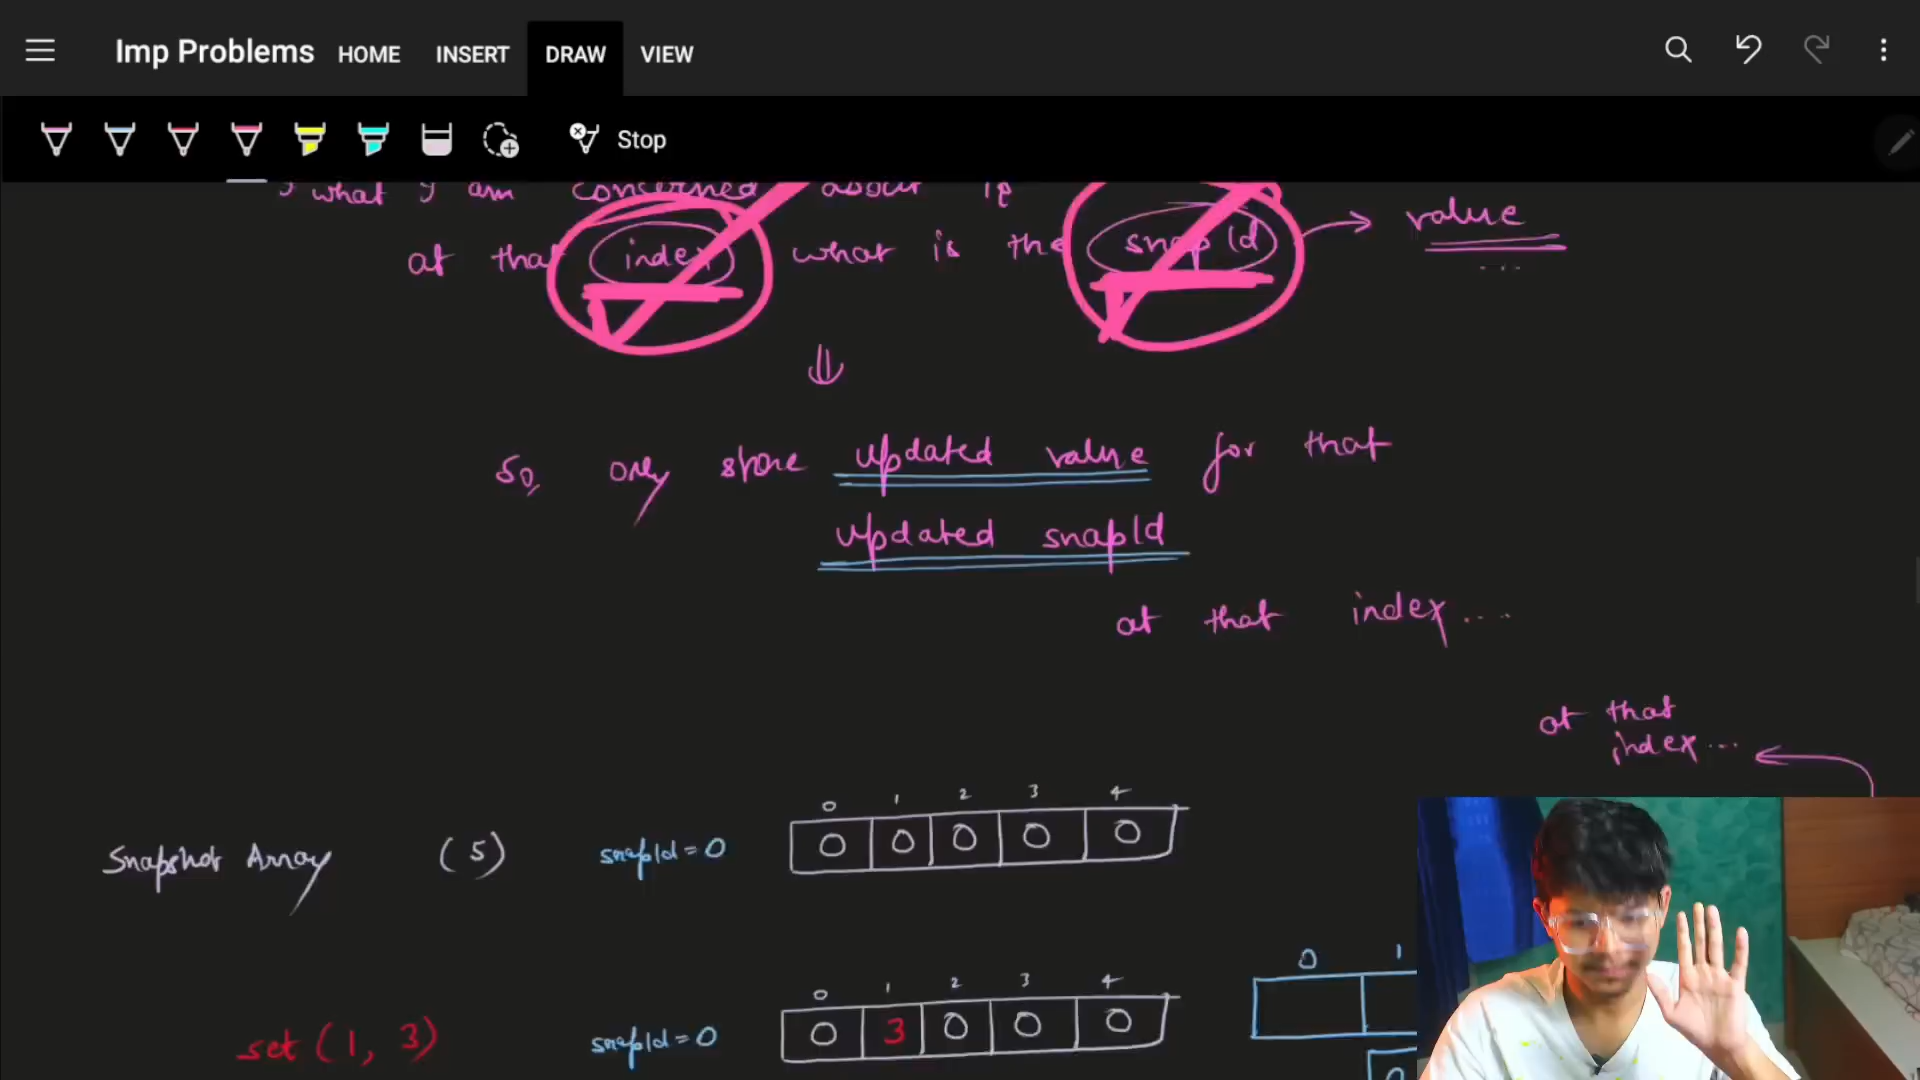 Imp Problems HOME INSERT DRAW VIEW
Stop
what I am concerned about is
at that index what is the snapId → value
So only store updated value for that
updated snapId
at that index....
at that
index...
0 1 2 3 4
Snapshot Array (5) snapId = 0 0 0 0 0 0
0 1
0 1 2 3 4
set (1, 3) snapId = 0 0 3 0 0 0